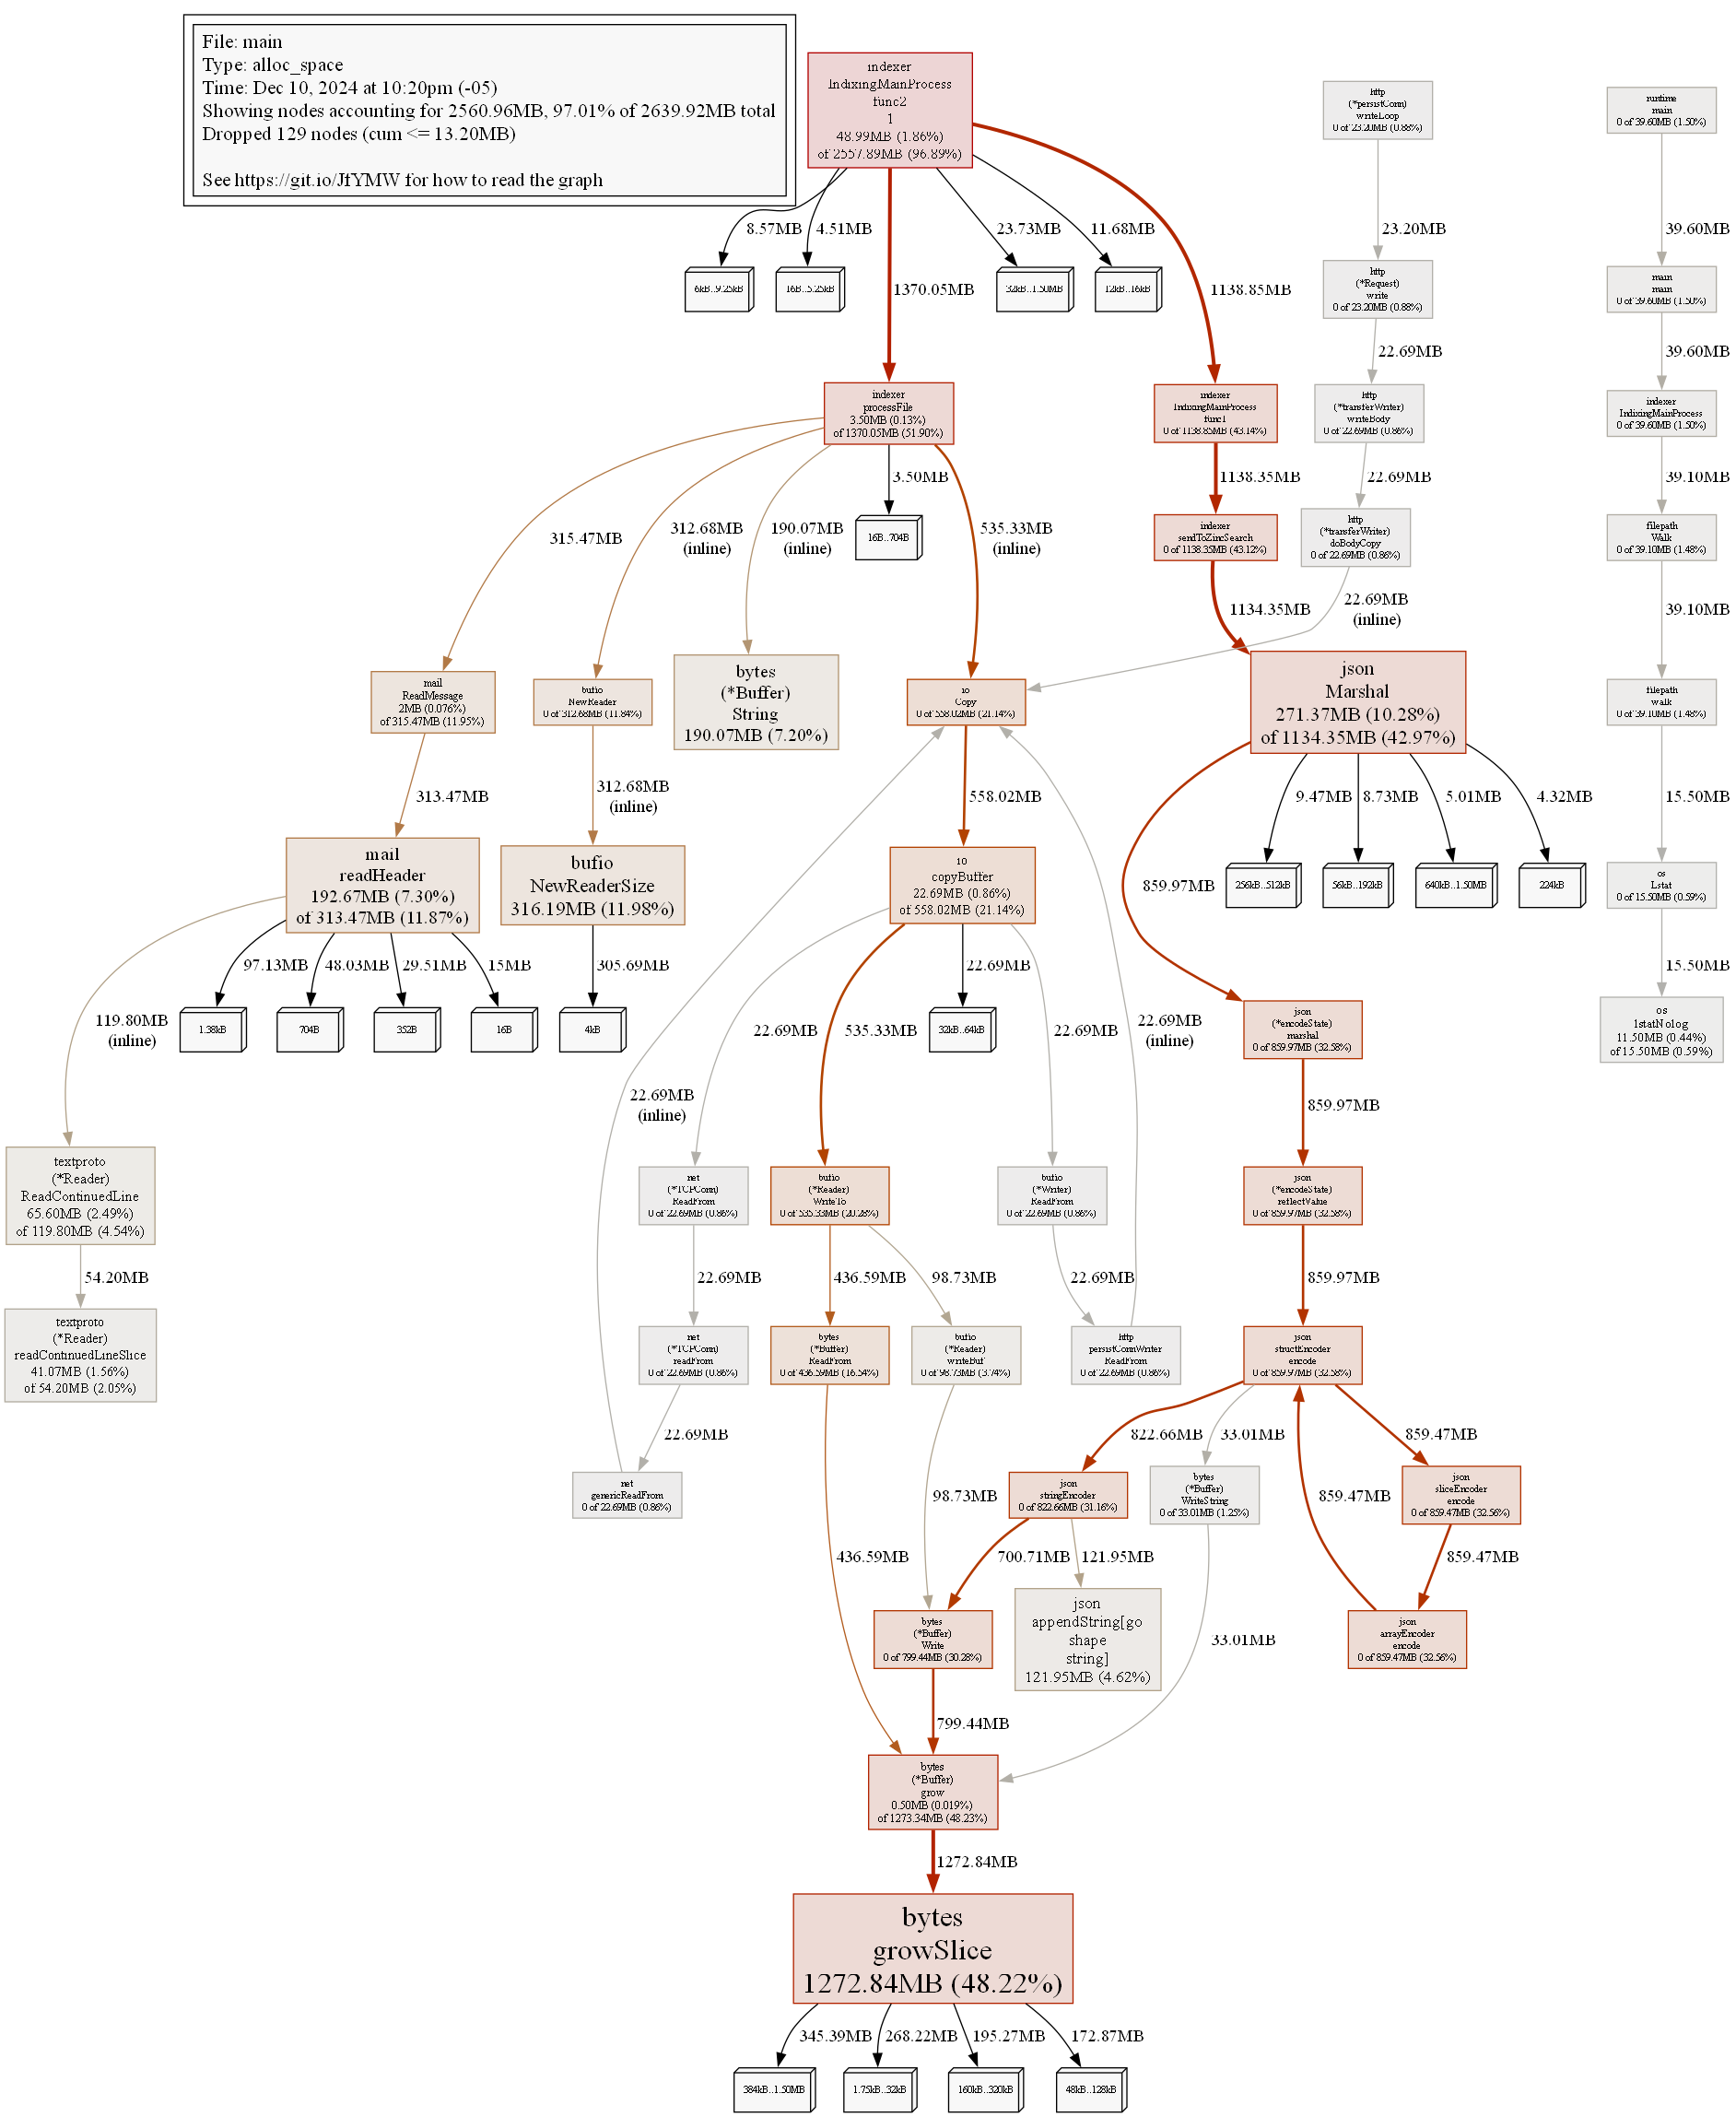 File: main
Type: alloc_space
Time: Dec 10, 2024 at 10:20pm (-05)
Showing nodes accounting for 2560.96MB, 97.01% of 2639.92MB total
Dropped 129 nodes (cum <= 13.20MB)
See https://git.io/JfYMW for how to read the graph
indexer
IndixingMainProcess
func2
1
48.99MB (1.86%)
of 2557.89MB (96.89%)
http
(*persistConn)
writeLoop
0 of 23.20MB (0.88%)
runtime
main
0 of 39.60MB (1.50%)
8.57MB
4.51MB
23.73MB
11.68MB
23.20MB
39.60MB
6kB..9.25kB
16B..5.25kB
32kB..1.50MB
12kB..16kB
1370.05MB
1138.85MB
http
(*Request)
write
0 of 23.20MB (0.88%)
main
main
0 of 39.60MB (1.50%)
22.69MB
39.60MB
indexer
processFile
3.50MB (0.13%)
of 1370.05MB (51.90%)
indexer
IndixingMainProcess
func1
0 of 1138.85MB (43.14%)
http
(*transferWriter)
writeBody
0 of 22.69MB (0.86%)
indexer
IndixingMainProcess
0 of 39.60MB (1.50%)
315.47MB
312.68MB
(inline)
190.07MB
(inline)
3.50MB
535.33MB
(inline)
1138.35MB
22.69MB
39.10MB
16B..704B
indexer
sendToZincSearch
0 of 1138.35MB (43.12%)
http
(*transferWriter)
doBodyCopy
0 of 22.69MB (0.86%)
filepath
Walk
0 of 39.10MB (1.48%)
1134.35MB
22.69MB
(inline)
39.10MB
mail
ReadMessage
2MB (0.076%)
of 315.47MB (11.95%)
bufio
NewReader
0 of 312.68MB (11.84%)
bytes
(*Buffer)
String
190.07MB (7.20%)
io
Copy
0 of 558.02MB (21.14%)
json
Marshal
271.37MB (10.28%)
of 1134.35MB (42.97%)
filepath
walk
0 of 39.10MB (1.48%)
313.47MB
312.68MB
(inline)
558.02MB
859.97MB
9.47MB
8.73MB
5.01MB
4.32MB
15.50MB
mail
readHeader
192.67MB (7.30%)
of 313.47MB (11.87%)
bufio
NewReaderSize
316.19MB (11.98%)
io
copyBuffer
22.69MB (0.86%)
of 558.02MB (21.14%)
256kB..512kB
56kB..192kB
640kB..1.50MB
224kB
os
Lstat
0 of 15.50MB (0.59%)
119.80MB
(inline)
97.13MB
48.03MB
29.51MB
15MB
305.69MB
22.69MB
535.33MB
22.69MB
22.69MB
22.69MB
(inline)
15.50MB
1.38kB
704B
352B
16B
4kB
32kB..64kB
json
(*encodeState)
marshal
0 of 859.97MB (32.58%)
os
lstatNolog
11.50MB (0.44%)
of 15.50MB (0.59%)
22.69MB
(inline)
859.97MB
textproto
(*Reader)
ReadContinuedLine
65.60MB (2.49%)
of 119.80MB (4.54%)
net
(*TCPConn)
ReadFrom
0 of 22.69MB (0.86%)
bufio
(*Reader)
WriteTo
0 of 535.33MB (20.28%)
bufio
(*Writer)
ReadFrom
0 of 22.69MB (0.86%)
json
(*encodeState)
reflectValue
0 of 859.97MB (32.58%)
54.20MB
22.69MB
436.59MB
98.73MB
22.69MB
859.97MB
textproto
(*Reader)
readContinuedLineSlice
41.07MB (1.56%)
of 54.20MB (2.05%)
net
(*TCPConn)
readFrom
0 of 22.69MB (0.86%)
bytes
(*Buffer)
ReadFrom
0 of 436.59MB (16.54%)
bufio
(*Reader)
writeBuf
0 of 98.73MB (3.74%)
http
persistConnWriter
ReadFrom
0 of 22.69MB (0.86%)
json
structEncoder
encode
0 of 859.97MB (32.58%)
22.69MB
822.66MB
33.01MB
859.47MB
net
genericReadFrom
0 of 22.69MB (0.86%)
436.59MB
98.73MB
json
stringEncoder
0 of 822.66MB (31.16%)
bytes
(*Buffer)
WriteString
0 of 33.01MB (1.25%)
859.47MB
json
sliceEncoder
encode
0 of 859.47MB (32.56%)
700.71MB
121.95MB
859.47MB
bytes
(*Buffer)
Write
0 of 799.44MB (30.28%)
json
appendString[go
shape
string]
121.95MB (4.62%)
33.01MB
json
arrayEncoder
encode
0 of 859.47MB (32.56%)
799.44MB
bytes
(*Buffer)
grow
0.50MB (0.019%)
of 1273.34MB (48.23%)
1272.84MB
bytes
growSlice
1272.84MB (48.22%)
345.39MB
268.22MB
195.27MB
172.87MB
384kB..1.50MB
1.75kB..32kB
160kB..320kB
48kB..128kB